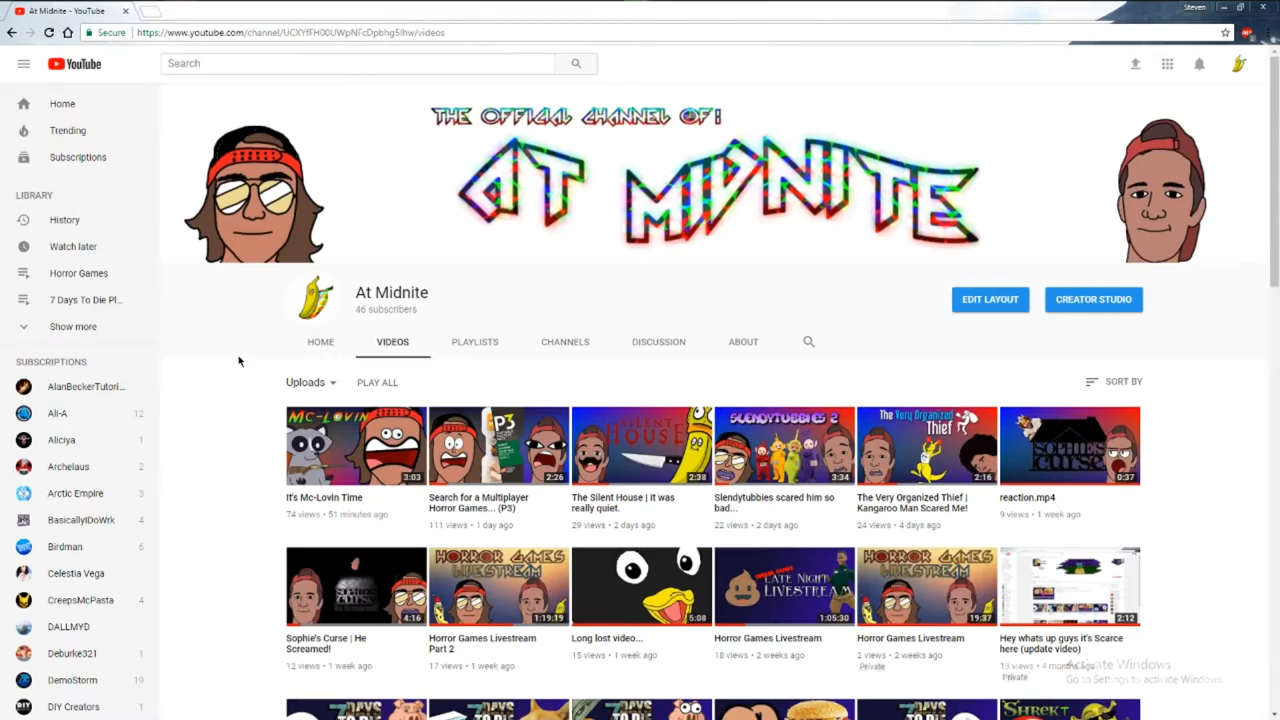 At Midnite - YouTube
Steven
Secure
https://www.youtube.com/channel/UCXYfFH00UWpNFcDpbhg5Ihw/videos
YouTube
Search
Home
Trending
Subscriptions
LIBRARY
History
Watch later
Horror Games
7 Days To Die Pl...
Show more
SUBSCRIPTIONS
AlanBeckerTutori...
Ali-A 12
Aliciya 1
Archelaus 2
Arctic Empire 3
BasicallyIDoWrk 4
Birdman 6
Celestia Vega
CreepsMcPasta 4
DALLMYD
Deburke321 1
DemoStorm 19
DIY Creators 1
THE OFFICIAL CHANNEL OF:
AT MIDNITE
At Midnite
46 subscribers
EDIT LAYOUT
CREATOR STUDIO
HOME
VIDEOS
PLAYLISTS
CHANNELS
DISCUSSION
ABOUT
Uploads
PLAY ALL
SORT BY
MC-LOVIN
3:03
It's Mc-Lovin Time
74 views • 51 minutes ago
P3
2:26
Search for a Multiplayer
Horror Games... (P3)
111 views • 1 day ago
SILENT
HOUSE
2:38
The Silent House | It was
really quiet.
29 views • 2 days ago
SLENDYTUBBIES 2
3:34
Slendytubbies scared him so
bad...
22 views • 2 days ago
The Very Organized
Thief
2:16
The Very Organized Thief |
Kangaroo Man Scared Me!
24 views • 4 days ago
SOPHIE'S
CURSE
0:37
reaction.mp4
9 views • 1 week ago
SOPHIE'S
CURSE
4:16
Sophie's Curse | He
Screamed!
12 views • 1 week ago
HORROR GAMES
LIVESTREAM
1:19:19
Horror Games Livestream
Part 2
17 views • 1 week ago
5:08
Long lost video...
15 views • 1 week ago
LATE NIGHT
LIVESTREAM
1:05:30
Horror Games Livestream
18 views • 2 weeks ago
HORROR GAMES
LIVESTREAM
19:37
Horror Games Livestream
2 views • 2 weeks ago
Private
2:12
Hey whats up guys it's Scarce
here (update video)
13 views • 4 months ago
Private
Activate Windows
Go to Settings to activate Windows.
7 DAYS
7 DAYS
7 DAYS
SHREKT